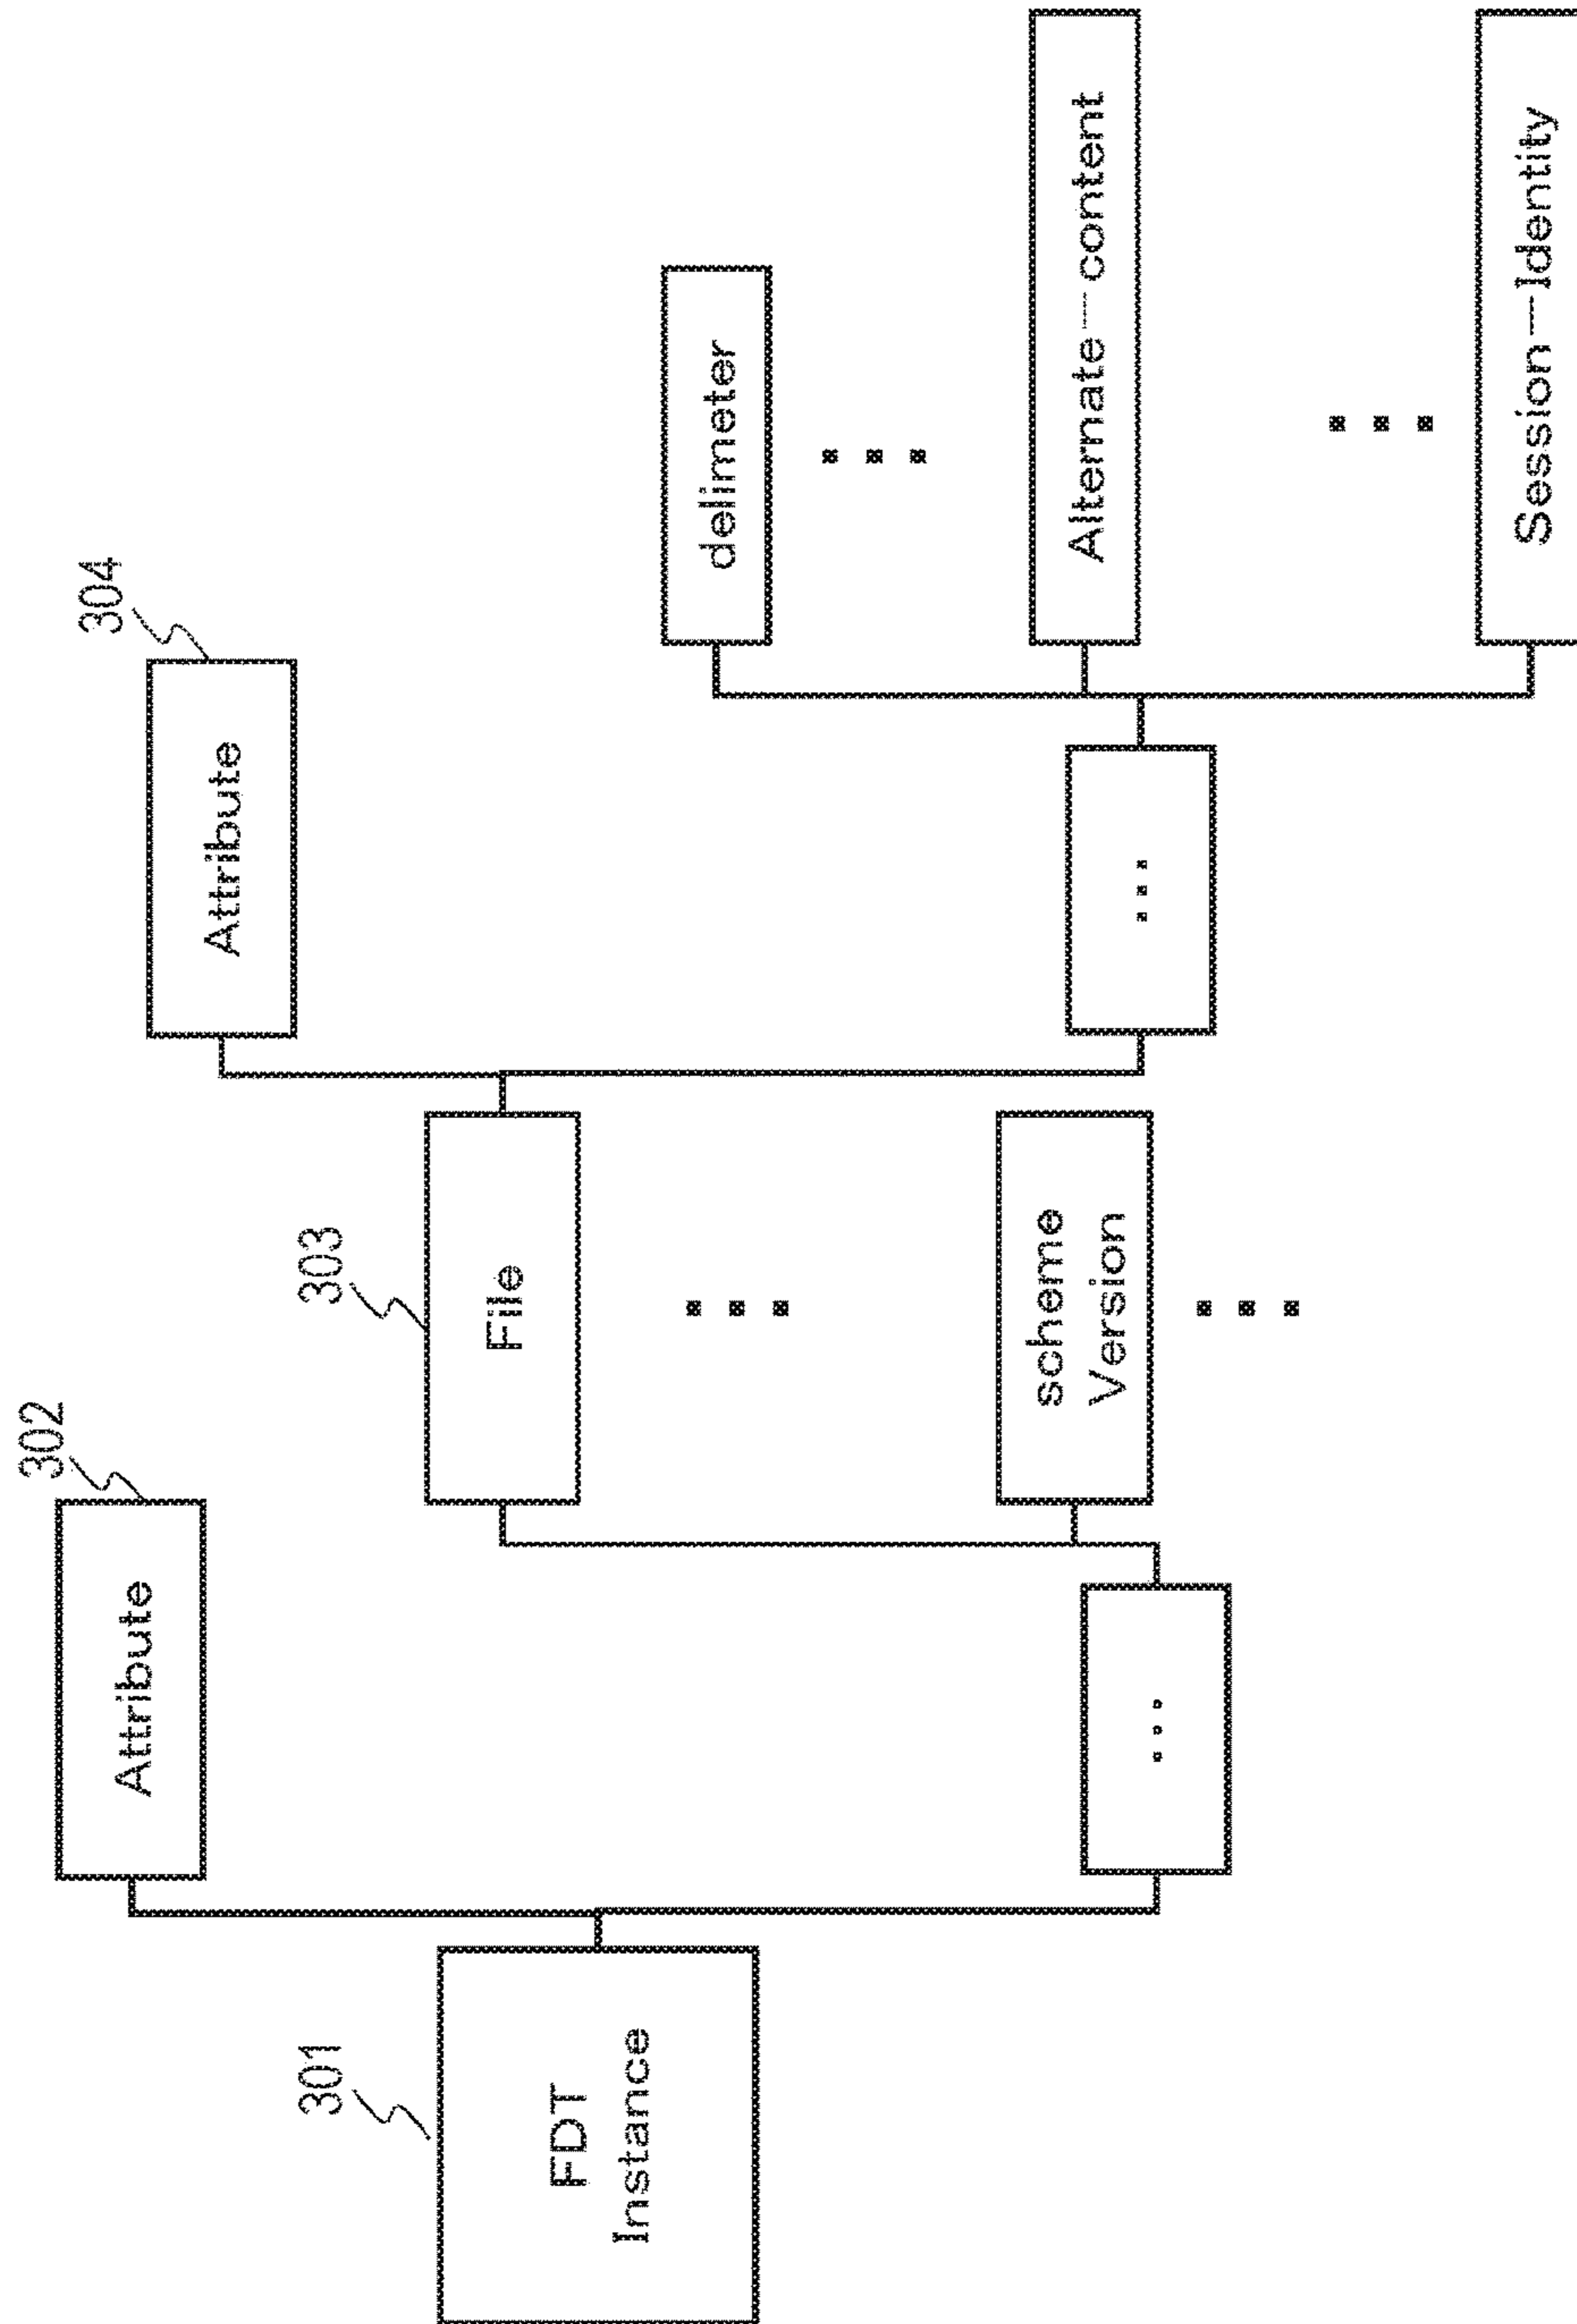 301
FDT
Instance
302
Attribute
...
303
File
...
scheme
Version
...
304
Attribute
...
delimeter
...
Alternate-content
...
Session-Identity